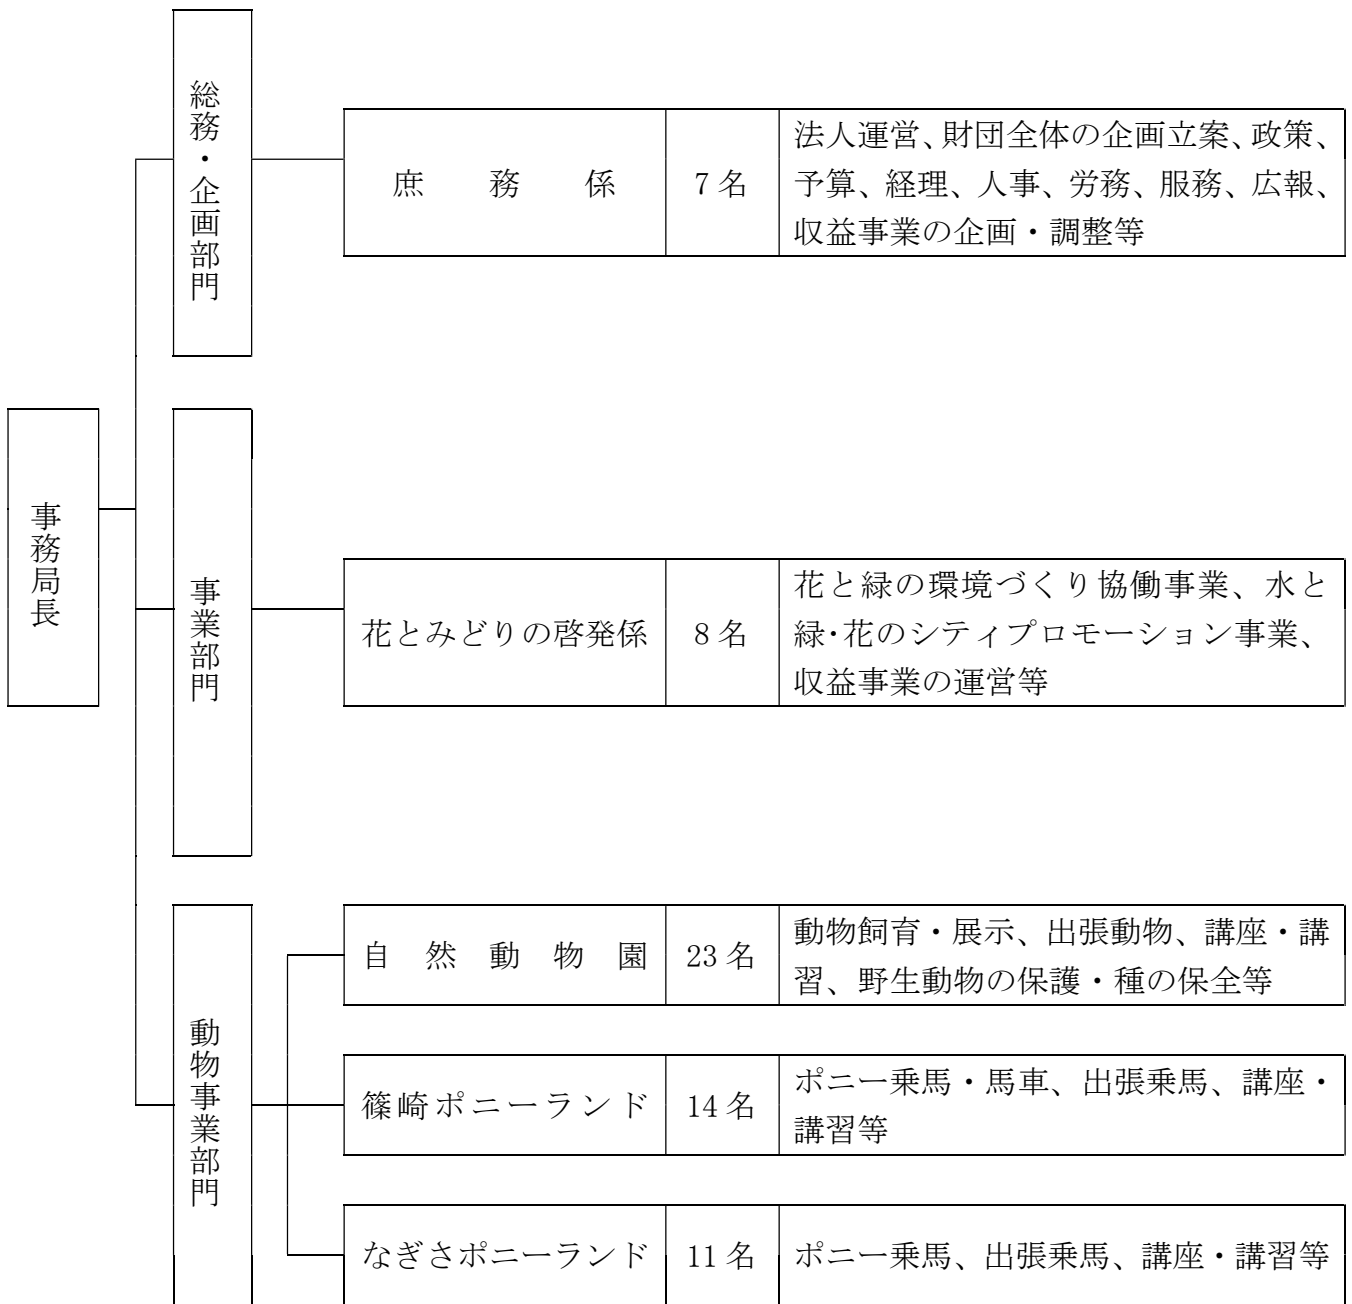 事務局長
総務・企画部門
庶務係
7名
法人運営、財団全体の企画立案、政策、
予算、経理、人事、労務、服務、広報、
収益事業の企画・調整等
事業部門
花とみどりの啓発係
8名
花と緑の環境づくり協働事業、水と
緑・花のシティプロモーション事業、
収益事業の運営等
動物事業部門
自然動物園
23名
動物飼育・展示、出張動物、講座・講
習、野生動物の保護・種の保全等
篠崎ポニーランド
14名
ポニー乗馬・馬車、出張乗馬、講座・
講習等
なぎさポニーランド
11名
ポニー乗馬、出張乗馬、講座・講習等